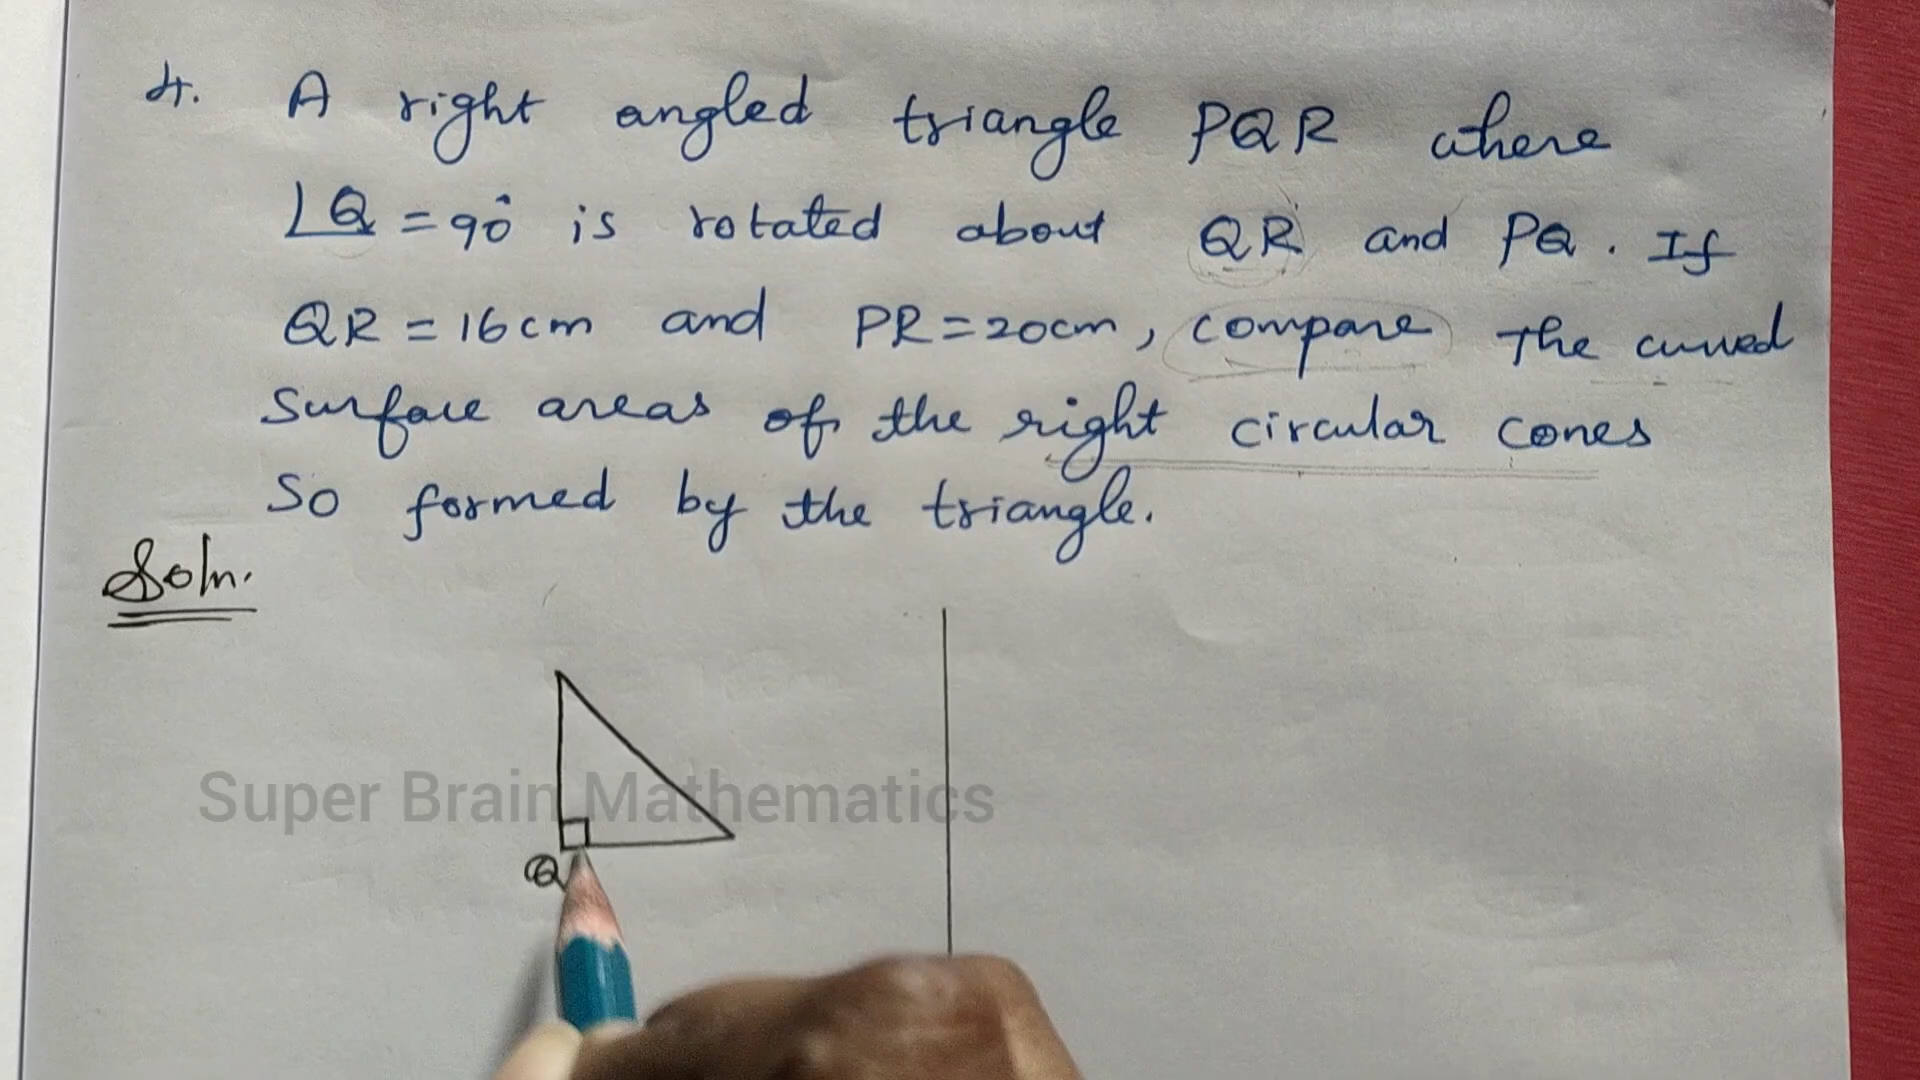 4. A right angled triangle PQR where
∠Q = 90° is rotated about QR and PQ. If
QR = 16cm and PR = 20cm, compare the curved
surface areas of the right circular cones
so formed by the triangle.
Soln.
Super Brain Mathematics
Q